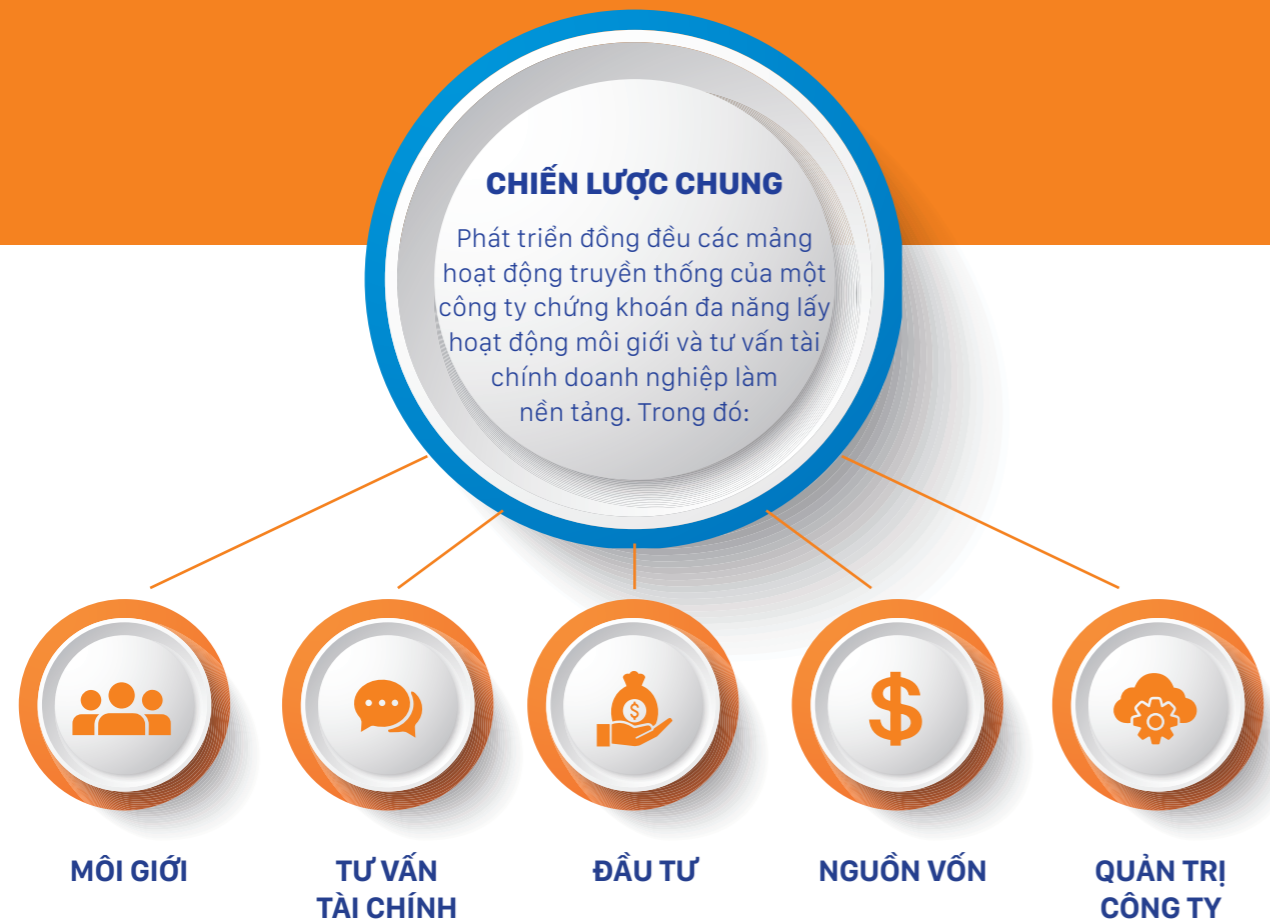 CHIẾN LƯỢC CHUNG
Phát triển đồng đều các mảng
hoạt động truyền thống của một
công ty chứng khoán đa năng lấy
hoạt động môi giới và tư vấn tài
chính doanh nghiệp làm
nền tảng. Trong đó:
MÔI GIỚI
TƯ VẤN
TÀI CHÍNH
ĐẦU TƯ
NGUỒN VỐN
QUẢN TRỊ
CÔNG TY